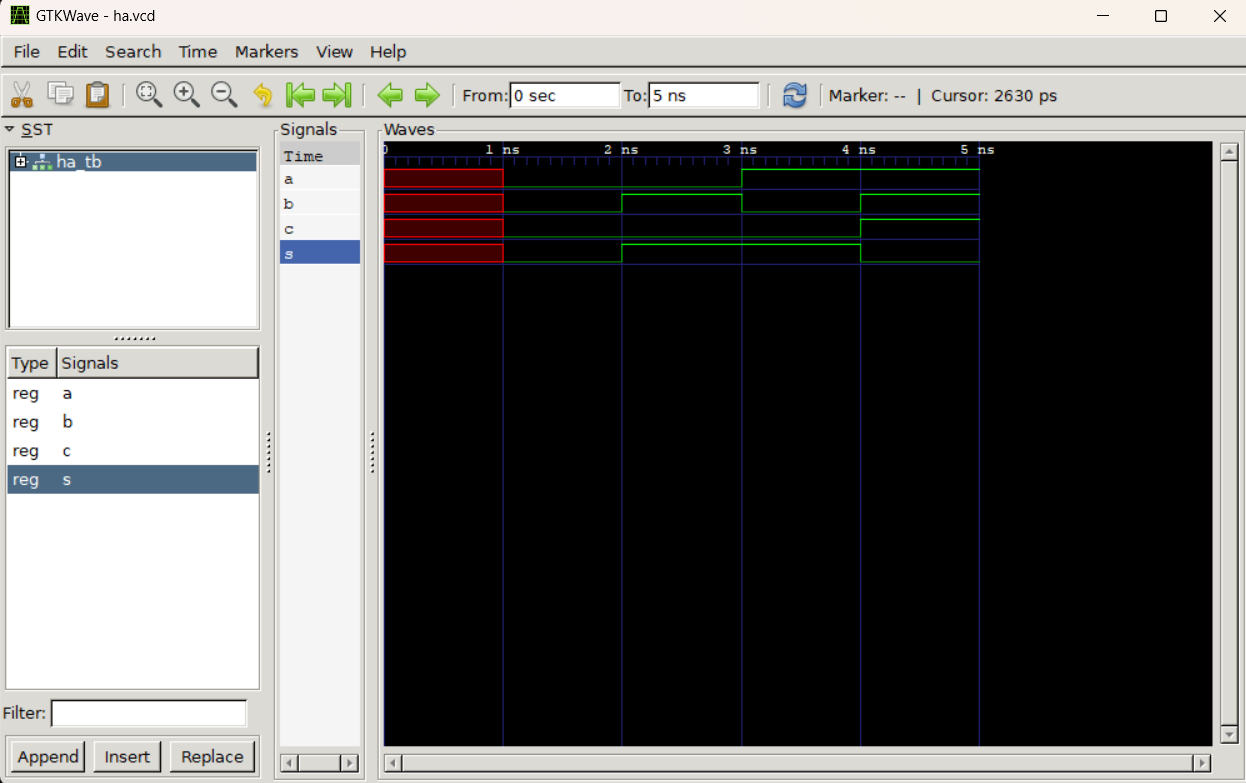 GTKWave - ha.vcd
File Edit Search Time Markers View Help
From: 0 sec To: 5 ns Marker: -- | Cursor: 2630 ps
SST
ha_tb
Type Signals
reg a
reg b
reg c
reg s
Filter:
Append Insert Replace
Signals
Time
a
b
c
s
Waves
0 1 ns 2 ns 3 ns 4 ns 5 ns